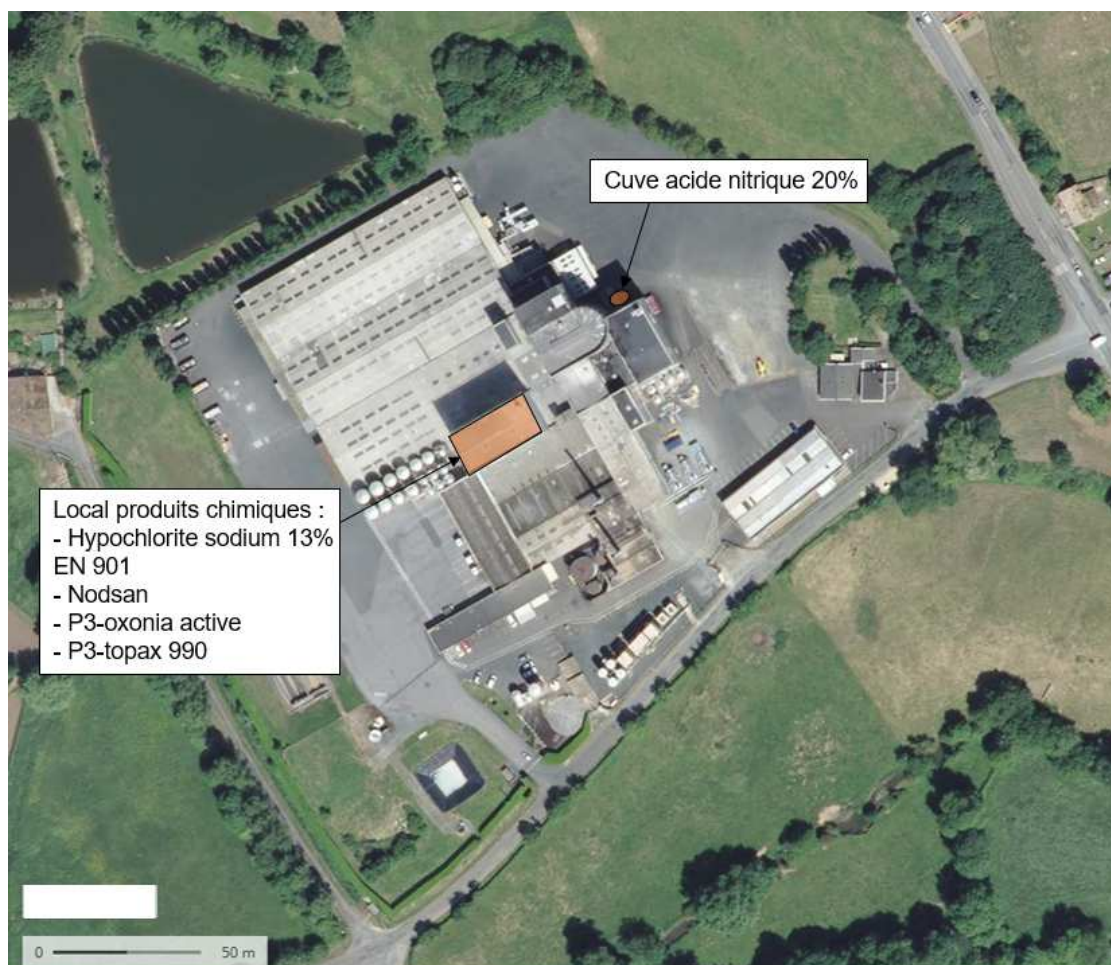 Cuve acide nitrique 20%
Local produits chimiques :
- Hypochlorite sodium 13%
EN 901
- Nodsan
- P3-oxonia active
- P3-topax 990
0 50 m